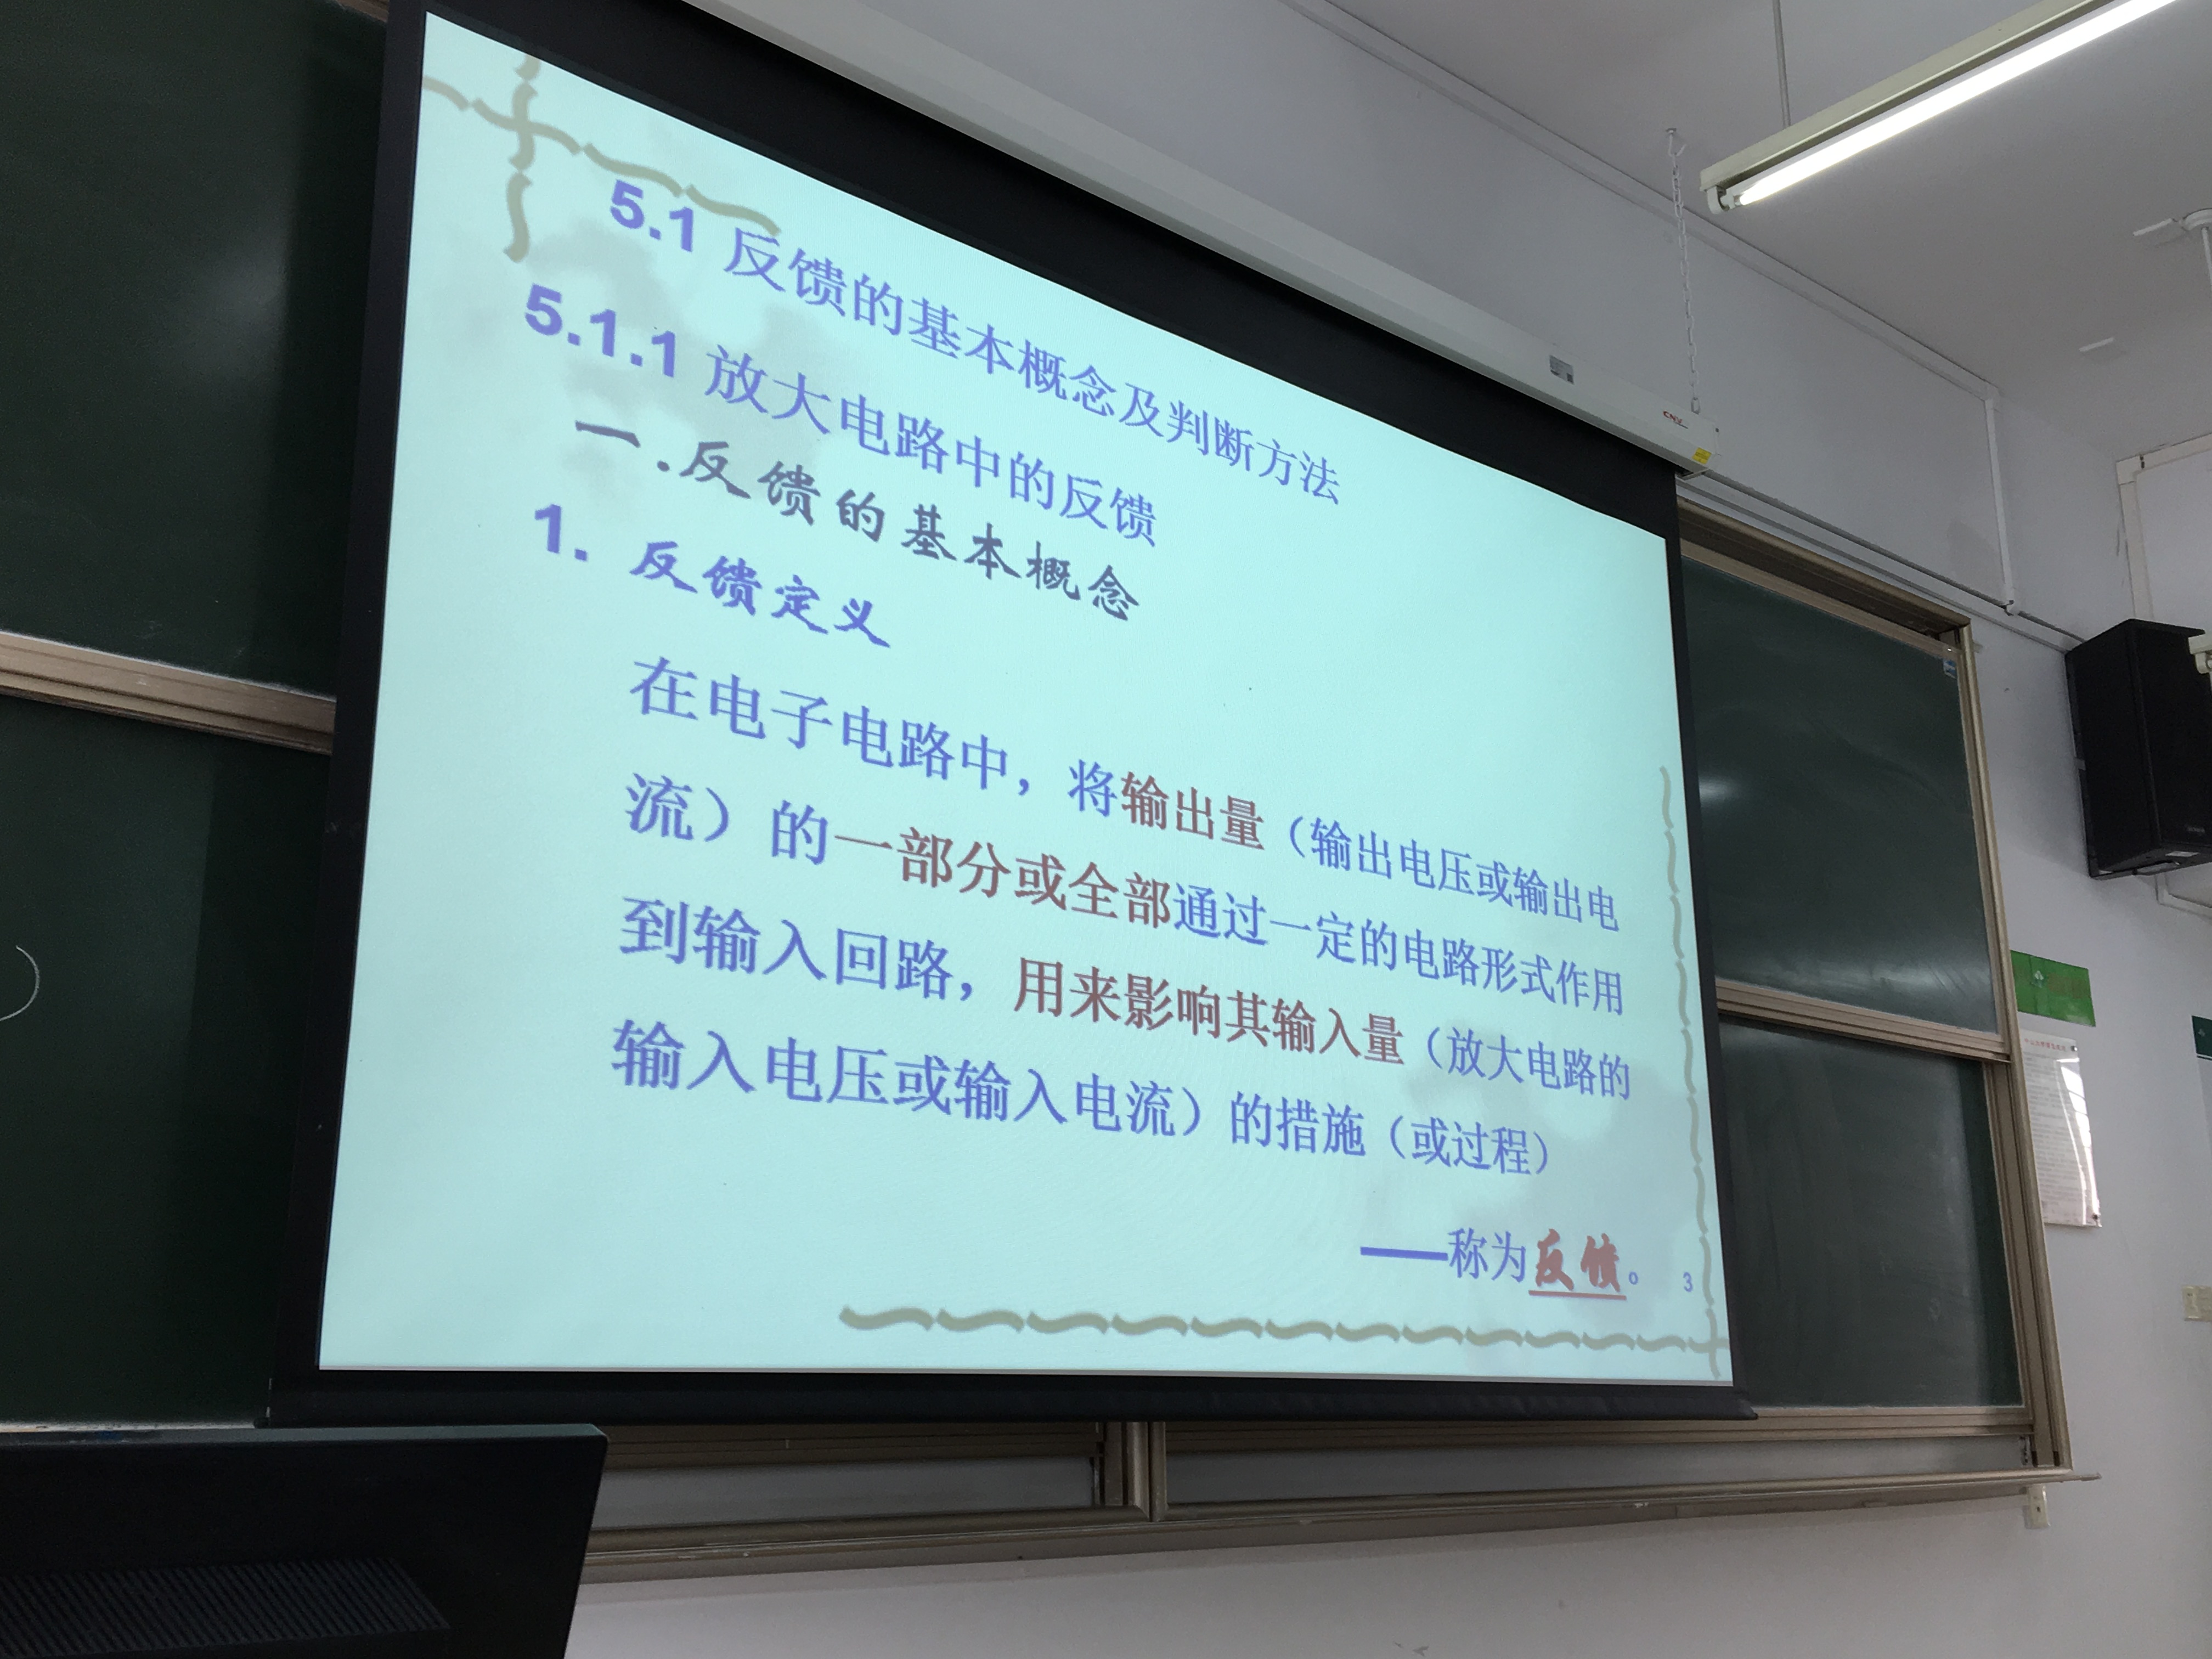 5.1 反馈的基本概念及判断方法
5.1.1 放大电路中的反馈
一.反馈的基本概念
1. 反馈定义
在电子电路中，将输出量（输出电压或输出电
流）的一部分或全部通过一定的电路形式作用
到输入回路，用来影响其输入量（放大电路的
输入电压或输入电流）的措施（或过程）
——称为反馈。
3